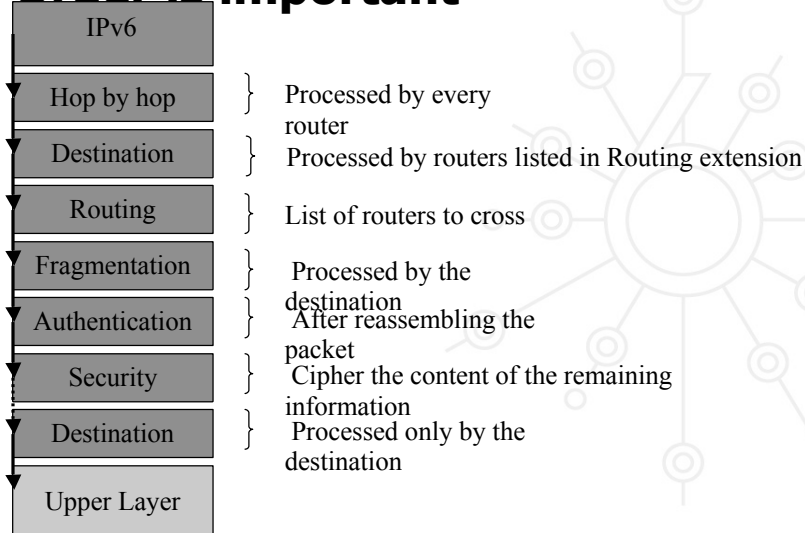 important
IPv6
Hop by hop
Processed by every
router
Destination
Processed by routers listed in Routing extension
Routing
List of routers to cross
Fragmentation
Processed by the
destination
Authentication
After reassembling the
packet
Security
Cipher the content of the remaining
information
Destination
Processed only by the
destination
Upper Layer